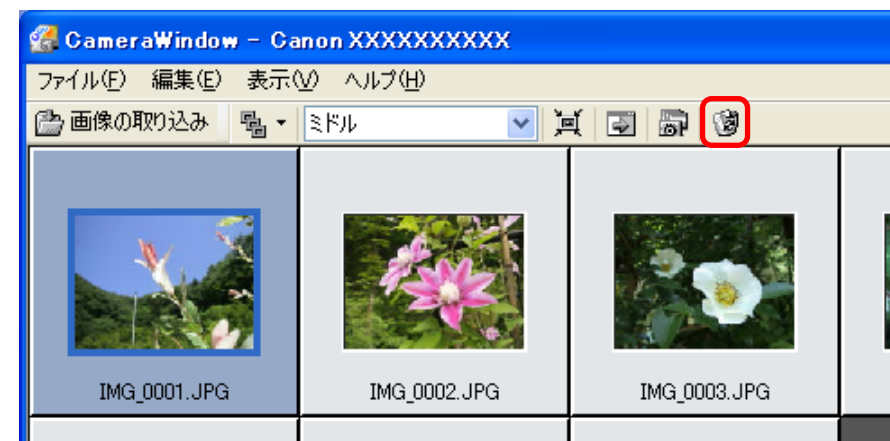 CameraWindow - Canon XXXXXXXXXX
ファイル(F) 編集(E) 表示(V) ヘルプ(H)
画像の取り込み ミドル
IMG_0001.JPG IMG_0002.JPG IMG_0003.JPG